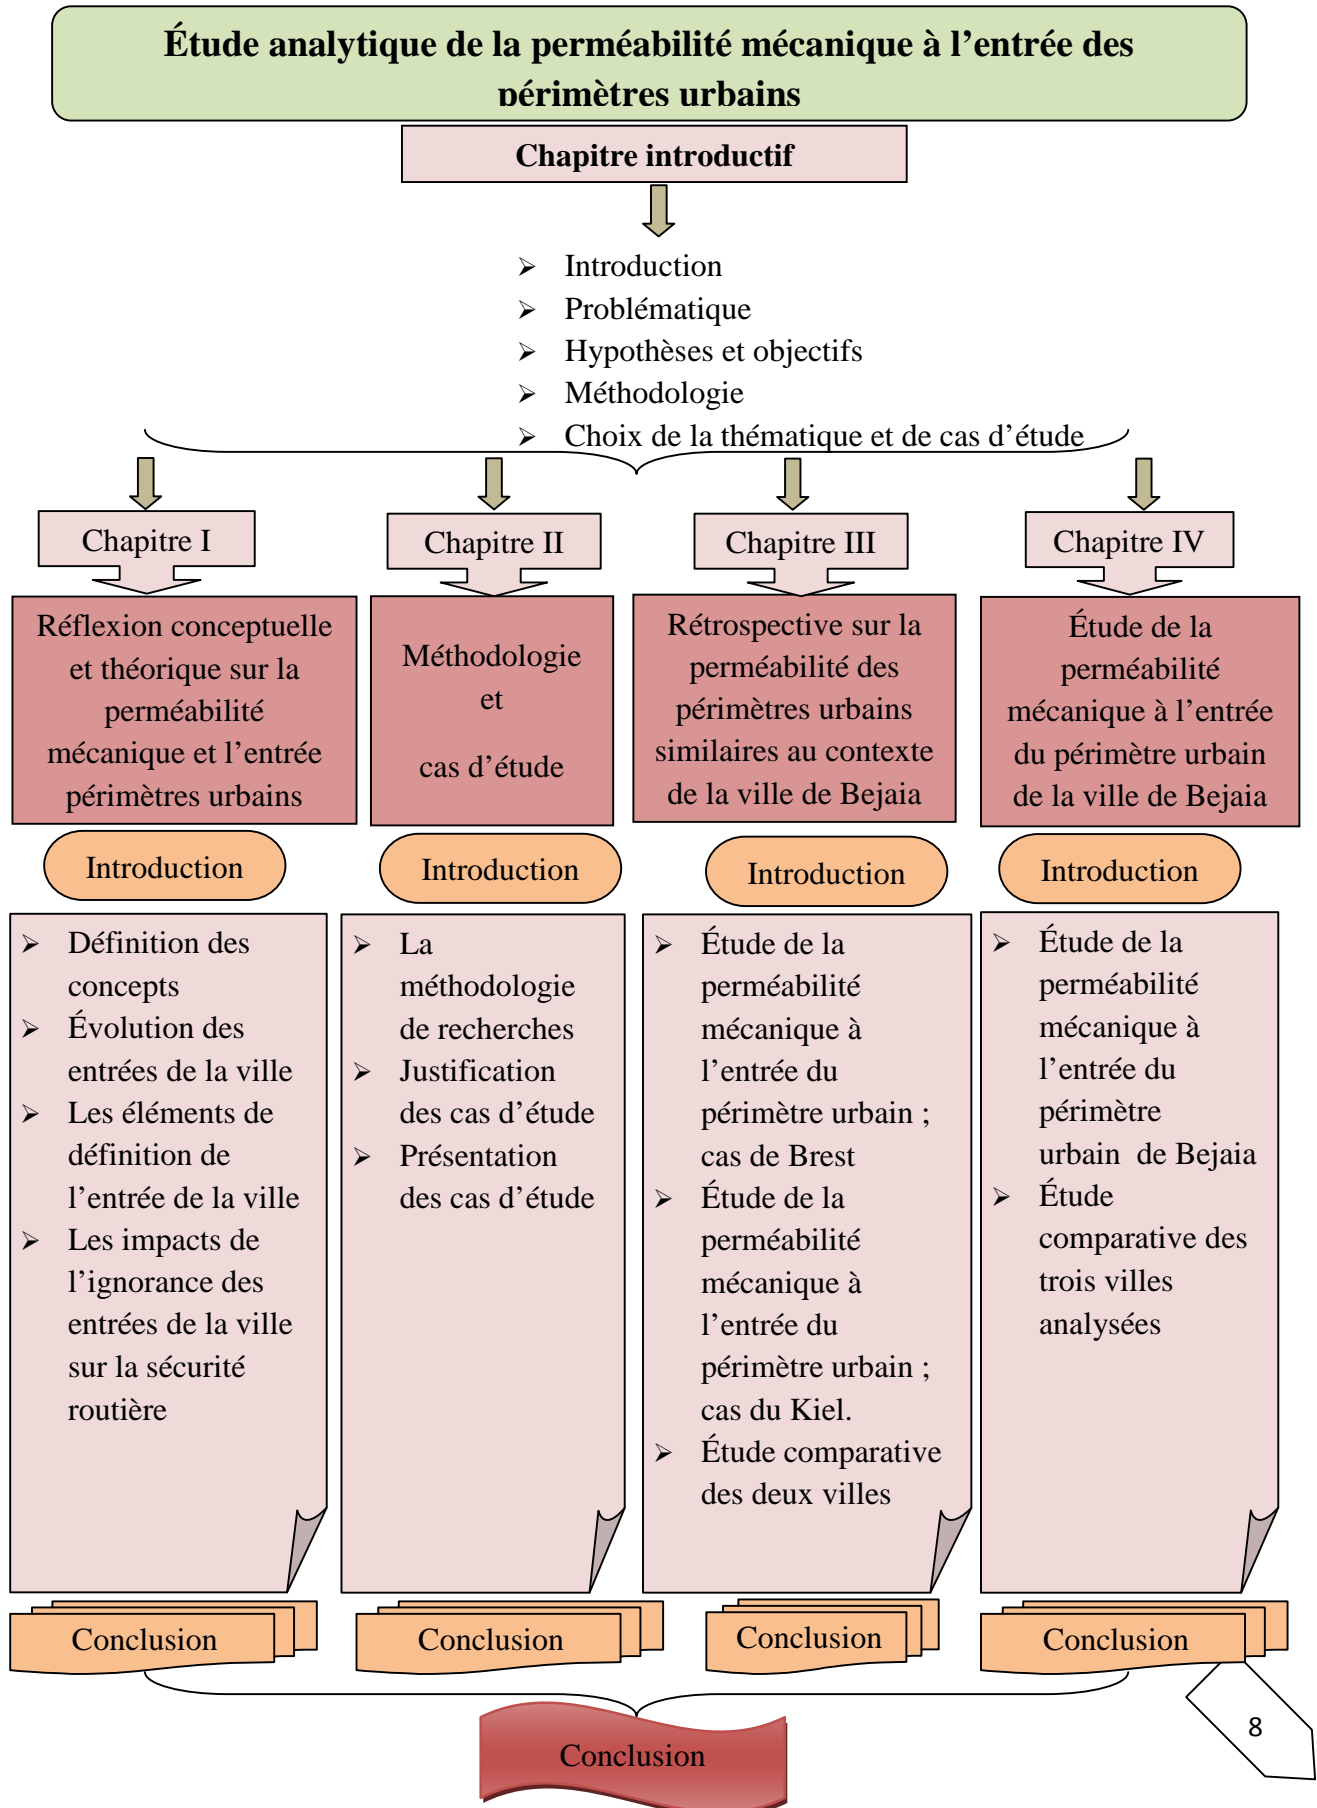 Étude analytique de la perméabilité mécanique à l’entrée des
périmètres urbains
Chapitre introductif
➢ Introduction
➢ Problématique
➢ Hypothèses et objectifs
➢ Méthodologie
➢ Choix de la thématique et de cas d’étude
Chapitre I
Réflexion conceptuelle
et théorique sur la
perméabilité
mécanique et l’entrée
périmètres urbains
Introduction
➢ Définition des
concepts
➢ Évolution des
entrées de la ville
➢ Les éléments de
définition de
l’entrée de la ville
➢ Les impacts de
l’ignorance des
entrées de la ville
sur la sécurité
routière
Conclusion
Chapitre II
Méthodologie
et
cas d’étude
Introduction
➢ La
méthodologie
de recherches
➢ Justification
des cas d’étude
➢ Présentation
des cas d’étude
Conclusion
Chapitre III
Rétrospective sur la
perméabilité des
périmètres urbains
similaires au contexte
de la ville de Bejaia
Introduction
➢ Étude de la
perméabilité
mécanique à
l’entrée du
périmètre urbain ;
cas de Brest
➢ Étude de la
perméabilité
mécanique à
l’entrée du
périmètre urbain ;
cas du Kiel.
➢ Étude comparative
des deux villes
Conclusion
Chapitre IV
Étude de la
perméabilité
mécanique à l’entrée
du périmètre urbain
de la ville de Bejaia
Introduction
➢ Étude de la
perméabilité
mécanique à
l’entrée du
périmètre
urbain de Bejaia
➢ Étude
comparative des
trois villes
analysées
Conclusion
Conclusion
8